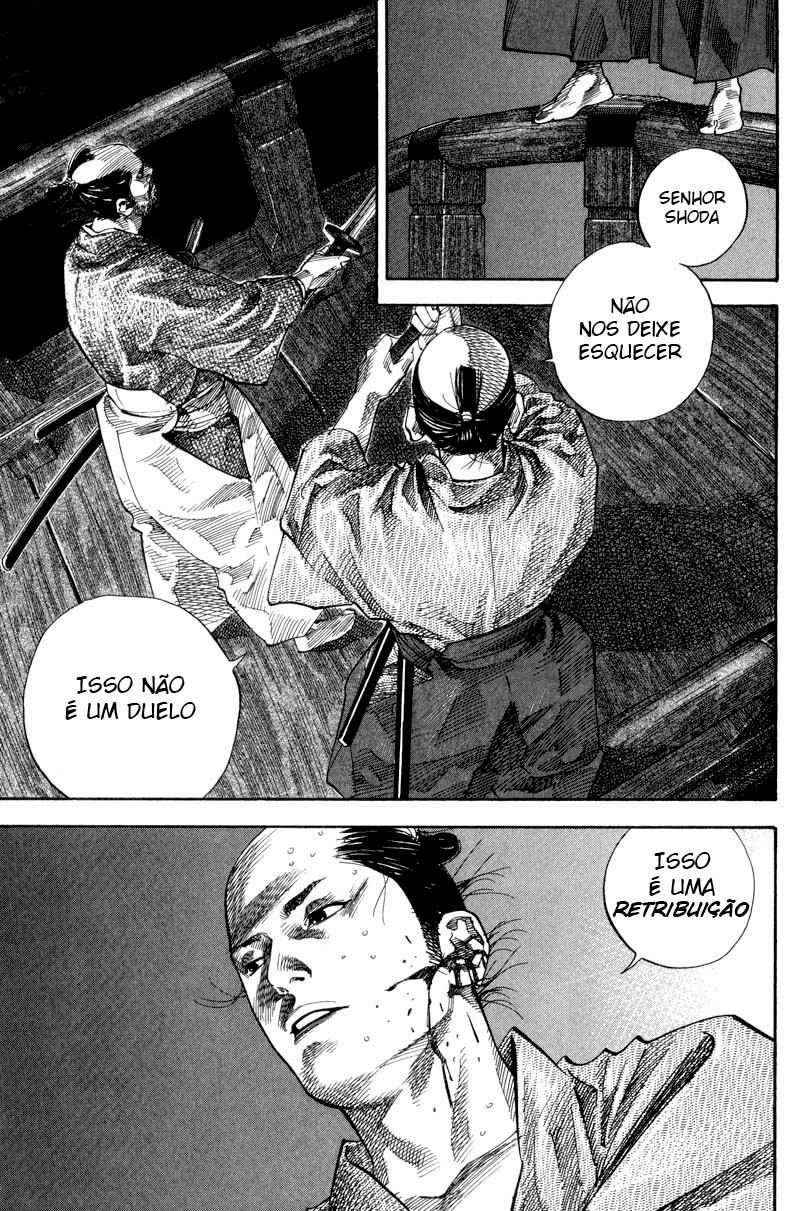 SENHOR
SHODA
NÃO
NOS DEIXE
ESQUECER
ISSO NÃO
É UM DUELO
ISSO
É UMA
RETRIBUIÇÃO